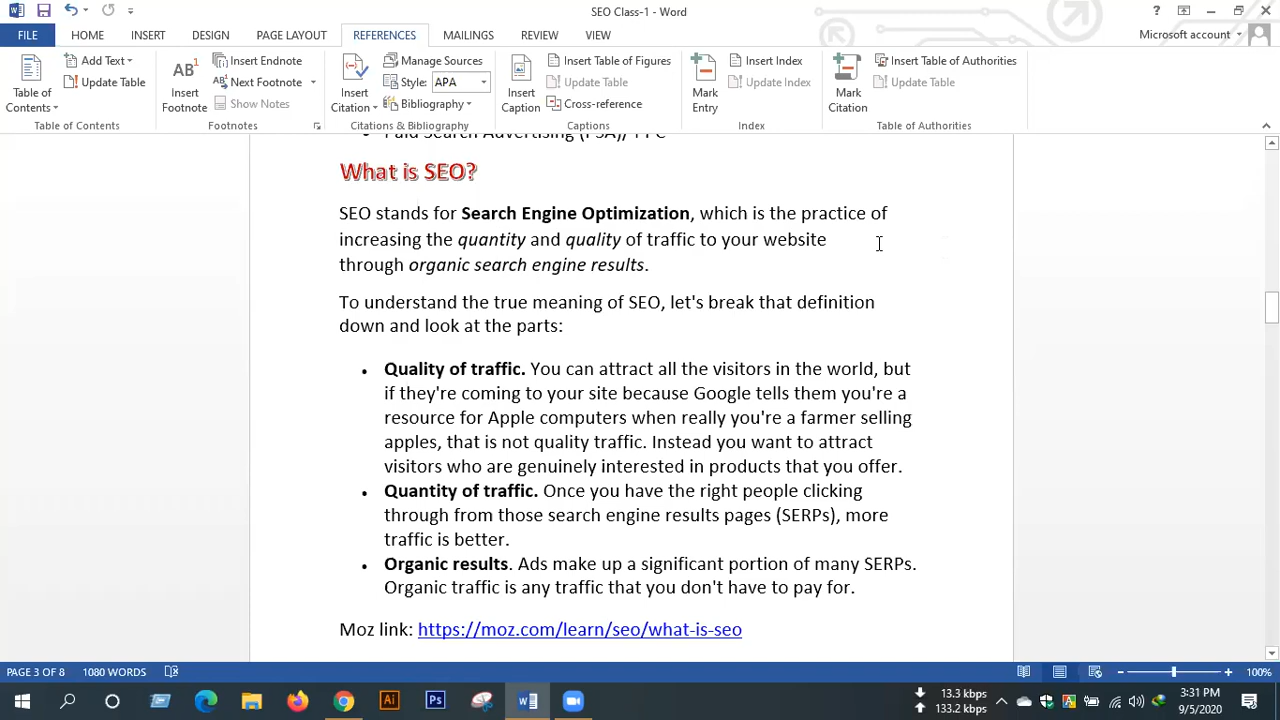 SEO Class-1 - Word
FILE HOME INSERT DESIGN PAGE LAYOUT REFERENCES MAILINGS REVIEW VIEW Microsoft account
Table of Contents
Add Text
Update Table
Table of Contents
AB1 Insert Footnote
Insert Endnote
Next Footnote
Show Notes
Footnotes
Insert Citation
Manage Sources
Style: APA
Bibliography
Citations & Bibliography
Insert Caption
Insert Table of Figures
Update Table
Cross-reference
Captions
Mark Entry
Insert Index
Update Index
Index
Mark Citation
Insert Table of Authorities
Update Table
Table of Authorities
Paid Search Advertising (PSA)/ PPC
What is SEO?
SEO stands for Search Engine Optimization, which is the practice of
increasing the quantity and quality of traffic to your website
through organic search engine results.
To understand the true meaning of SEO, let's break that definition
down and look at the parts:
• Quality of traffic. You can attract all the visitors in the world, but
if they're coming to your site because Google tells them you're a
resource for Apple computers when really you're a farmer selling
apples, that is not quality traffic. Instead you want to attract
visitors who are genuinely interested in products that you offer.
• Quantity of traffic. Once you have the right people clicking
through from those search engine results pages (SERPs), more
traffic is better.
• Organic results. Ads make up a significant portion of many SERPs.
Organic traffic is any traffic that you don't have to pay for.
Moz link: https://moz.com/learn/seo/what-is-seo
PAGE 3 OF 8 1080 WORDS 100%
Ai Ps
13.3 kbps
133.2 kbps
3:31 PM
9/5/2020